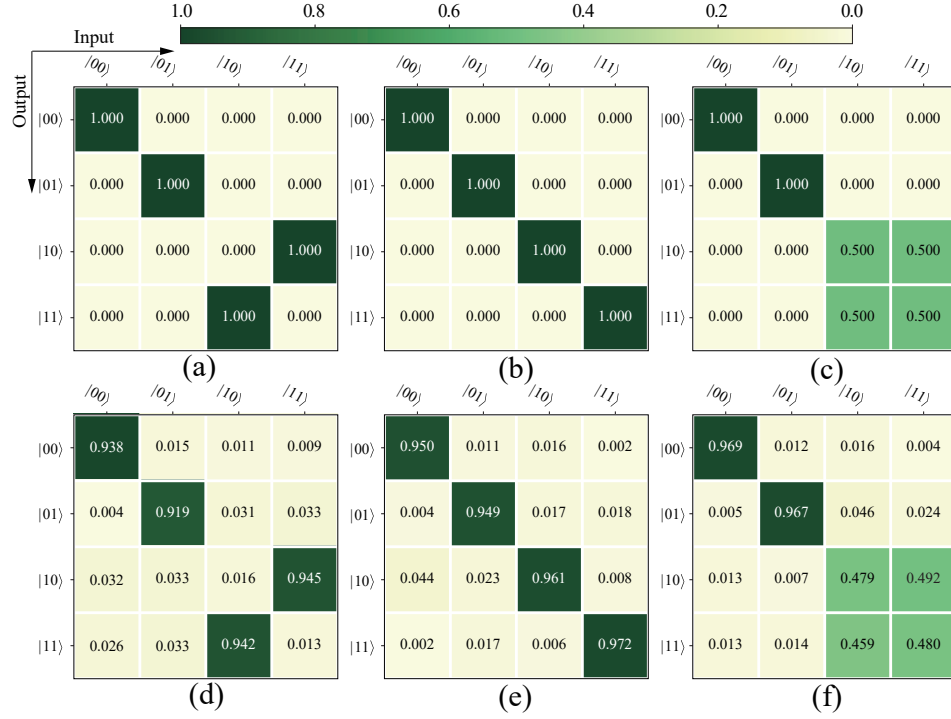 1.0 0.8 0.6 0.4 0.2 0.0
Input
Output
|00⟩ |01⟩ |10⟩ |11⟩ |00⟩ |01⟩ |10⟩ |11⟩ |00⟩ |01⟩ |10⟩ |11⟩
|00⟩ 1.000 0.000 0.000 0.000 |00⟩ 1.000 0.000 0.000 0.000 |00⟩ 1.000 0.000 0.000 0.000
|01⟩ 0.000 1.000 0.000 0.000 |01⟩ 0.000 1.000 0.000 0.000 |01⟩ 0.000 1.000 0.000 0.000
|10⟩ 0.000 0.000 0.000 1.000 |10⟩ 0.000 0.000 1.000 0.000 |10⟩ 0.000 0.000 0.500 0.500
|11⟩ 0.000 0.000 1.000 0.000 |11⟩ 0.000 0.000 0.000 1.000 |11⟩ 0.000 0.000 0.500 0.500
(a) (b) (c)
|00⟩ |01⟩ |10⟩ |11⟩ |00⟩ |01⟩ |10⟩ |11⟩ |00⟩ |01⟩ |10⟩ |11⟩
|00⟩ 0.938 0.015 0.011 0.009 |00⟩ 0.950 0.011 0.016 0.002 |00⟩ 0.969 0.012 0.016 0.004
|01⟩ 0.004 0.919 0.031 0.033 |01⟩ 0.004 0.949 0.017 0.018 |01⟩ 0.005 0.967 0.046 0.024
|10⟩ 0.032 0.033 0.016 0.945 |10⟩ 0.044 0.023 0.961 0.008 |10⟩ 0.013 0.007 0.479 0.492
|11⟩ 0.026 0.033 0.942 0.013 |11⟩ 0.002 0.017 0.006 0.972 |11⟩ 0.013 0.014 0.459 0.480
(d) (e) (f)